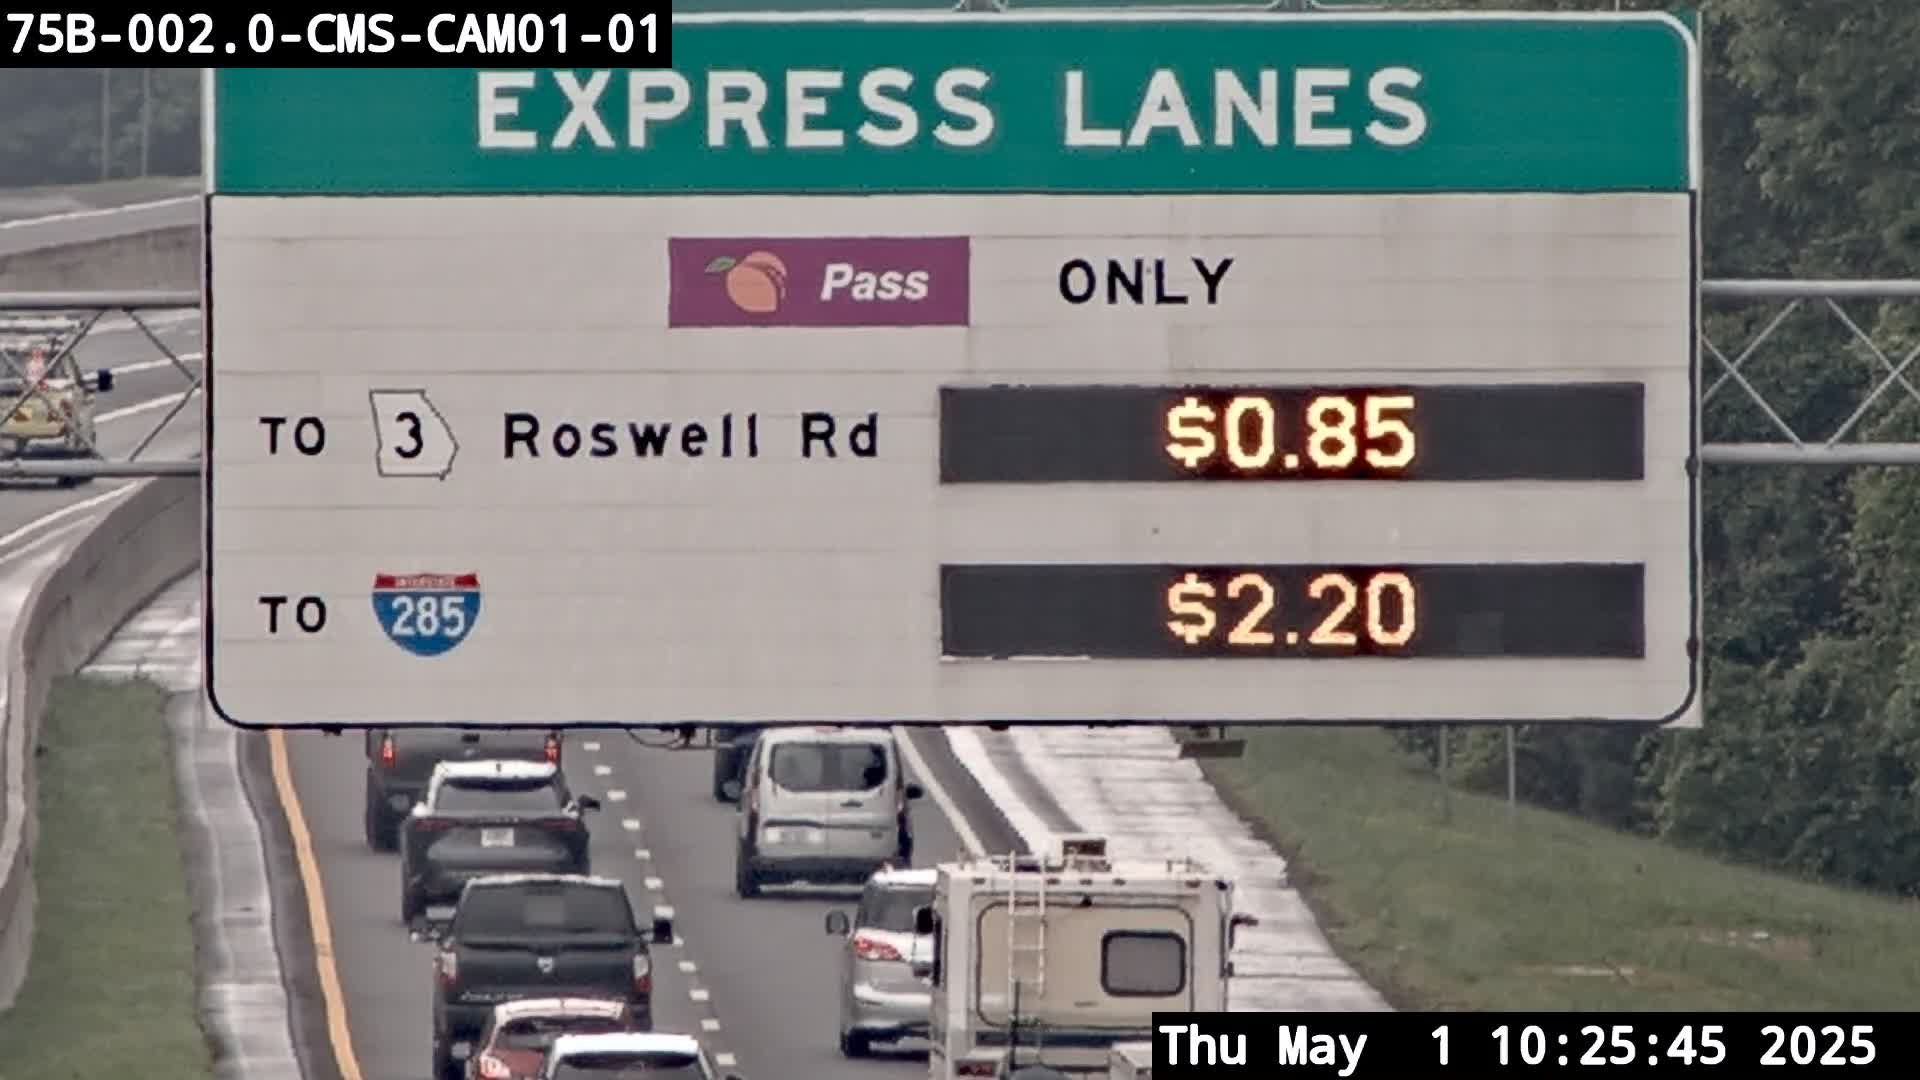 75B-002.0-CMS-CAM01-01
EXPRESS LANES
Pass ONLY
TO 3 Roswell Rd $0.85
INTERSTATE
TO 285 $2.20
Thu May 1 10:25:45 2025